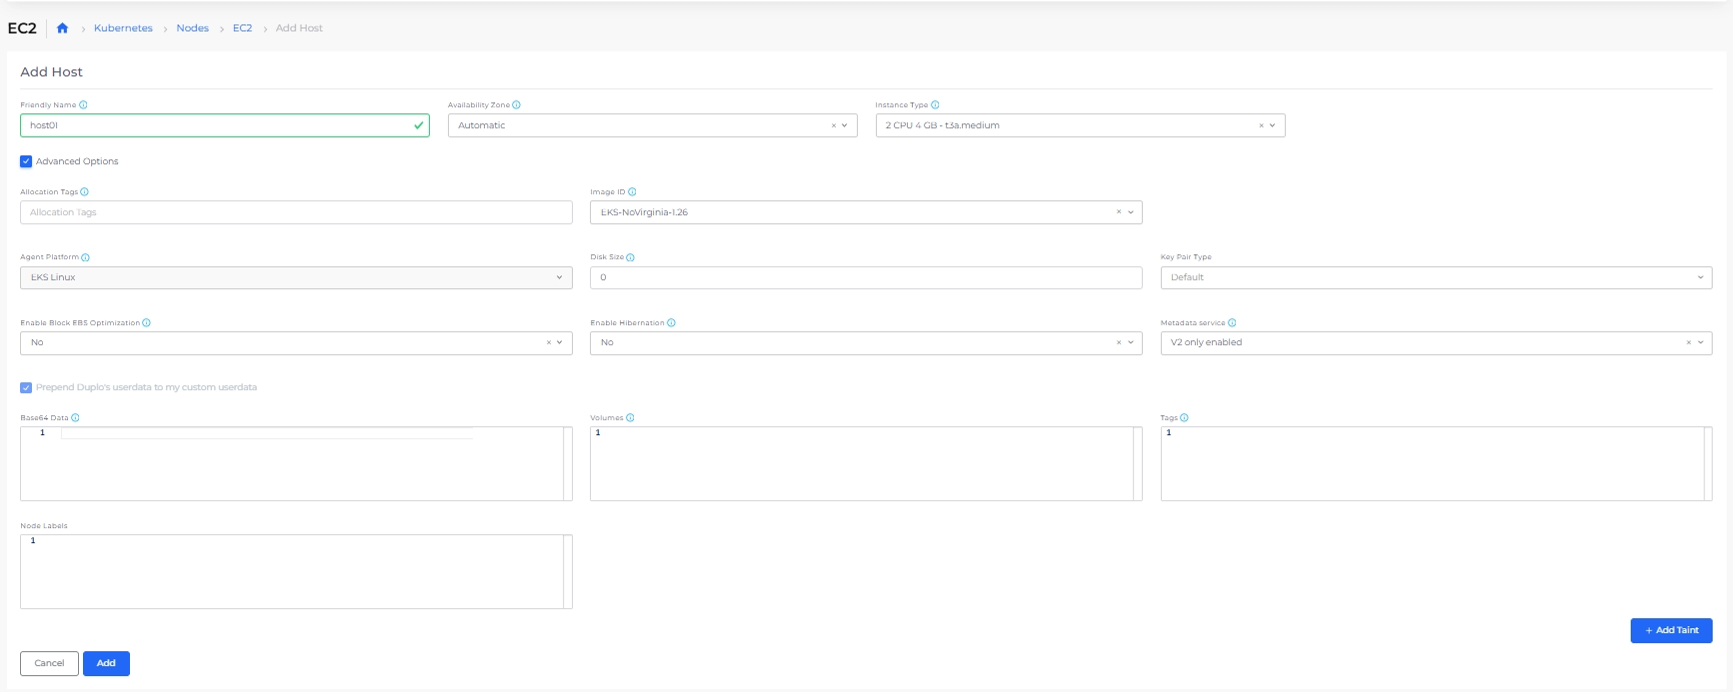 EC2 > Kubernetes > Nodes > EC2 > Add Host
Add Host
Friendly Name Availability Zone Instance Type
host01 Automatic × 2 CPU 4 GB - t3a.medium ×
Advanced Options
Allocation Tags Image ID
Allocation Tags EKS-NoVirginia-1.26 ×
Agent Platform Disk Size Key Pair Type
EKS Linux 0 Default
Enable Block EBS Optimization Enable Hibernation Metadata service
No × No × V2 only enabled ×
Prepend Duplo's userdata to my custom userdata
Base64 Data Volumes Tags
1 1 1
Node Labels
1
+ Add Taint
Cancel Add